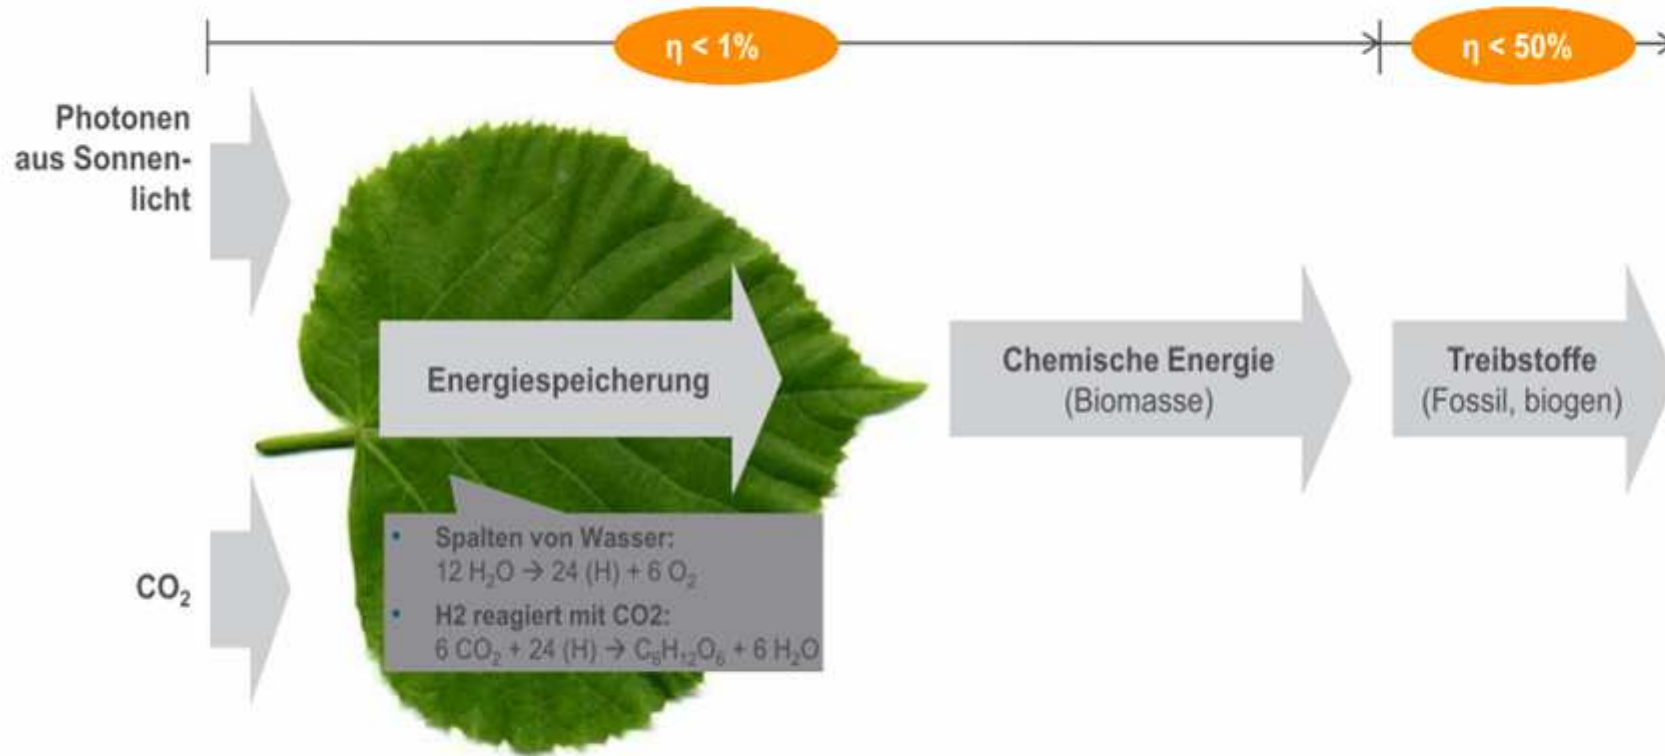 η < 1%
η < 50%
Photonen
aus Sonnen-
licht
Energiespeicherung
Chemische Energie
(Biomasse)
Treibstoffe
(Fossil, biogen)
• Spalten von Wasser:
12 H₂O → 24 (H) + 6 O₂
• H2 reagiert mit CO2:
6 CO₂ + 24 (H) → C₆H₁₂O₆ + 6 H₂O
CO₂